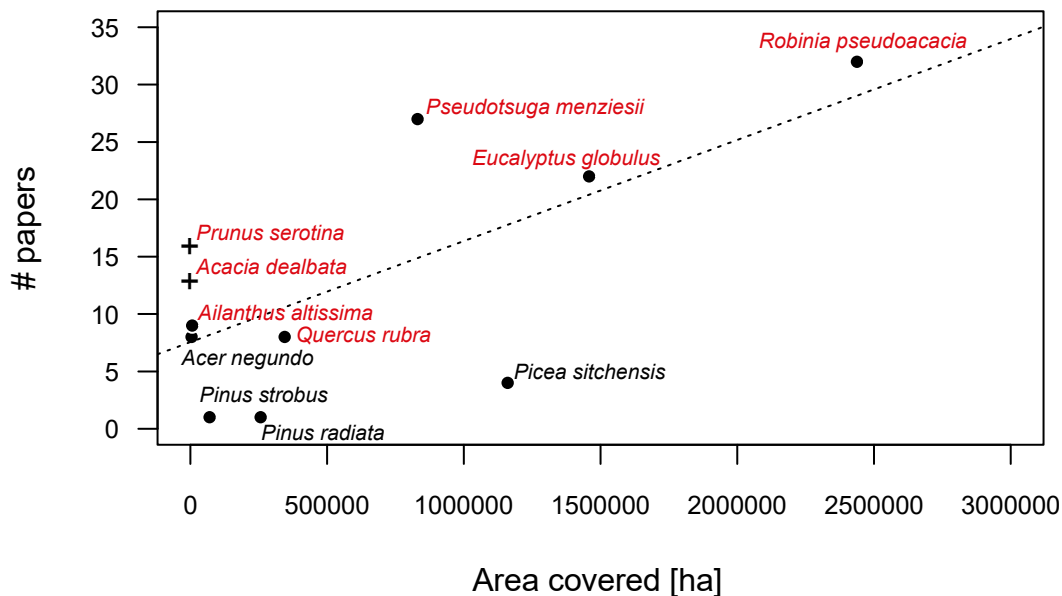 35
30
25
20
15
10
5
0
# papers
Robinia pseudoacacia
Pseudotsuga menziesii
Eucalyptus globulus
Prunus serotina
Acacia dealbata
Ailanthus altissima
Quercus rubra
Acer negundo
Picea sitchensis
Pinus strobus
Pinus radiata
0 500000 1000000 1500000 2000000 2500000 3000000
Area covered [ha]